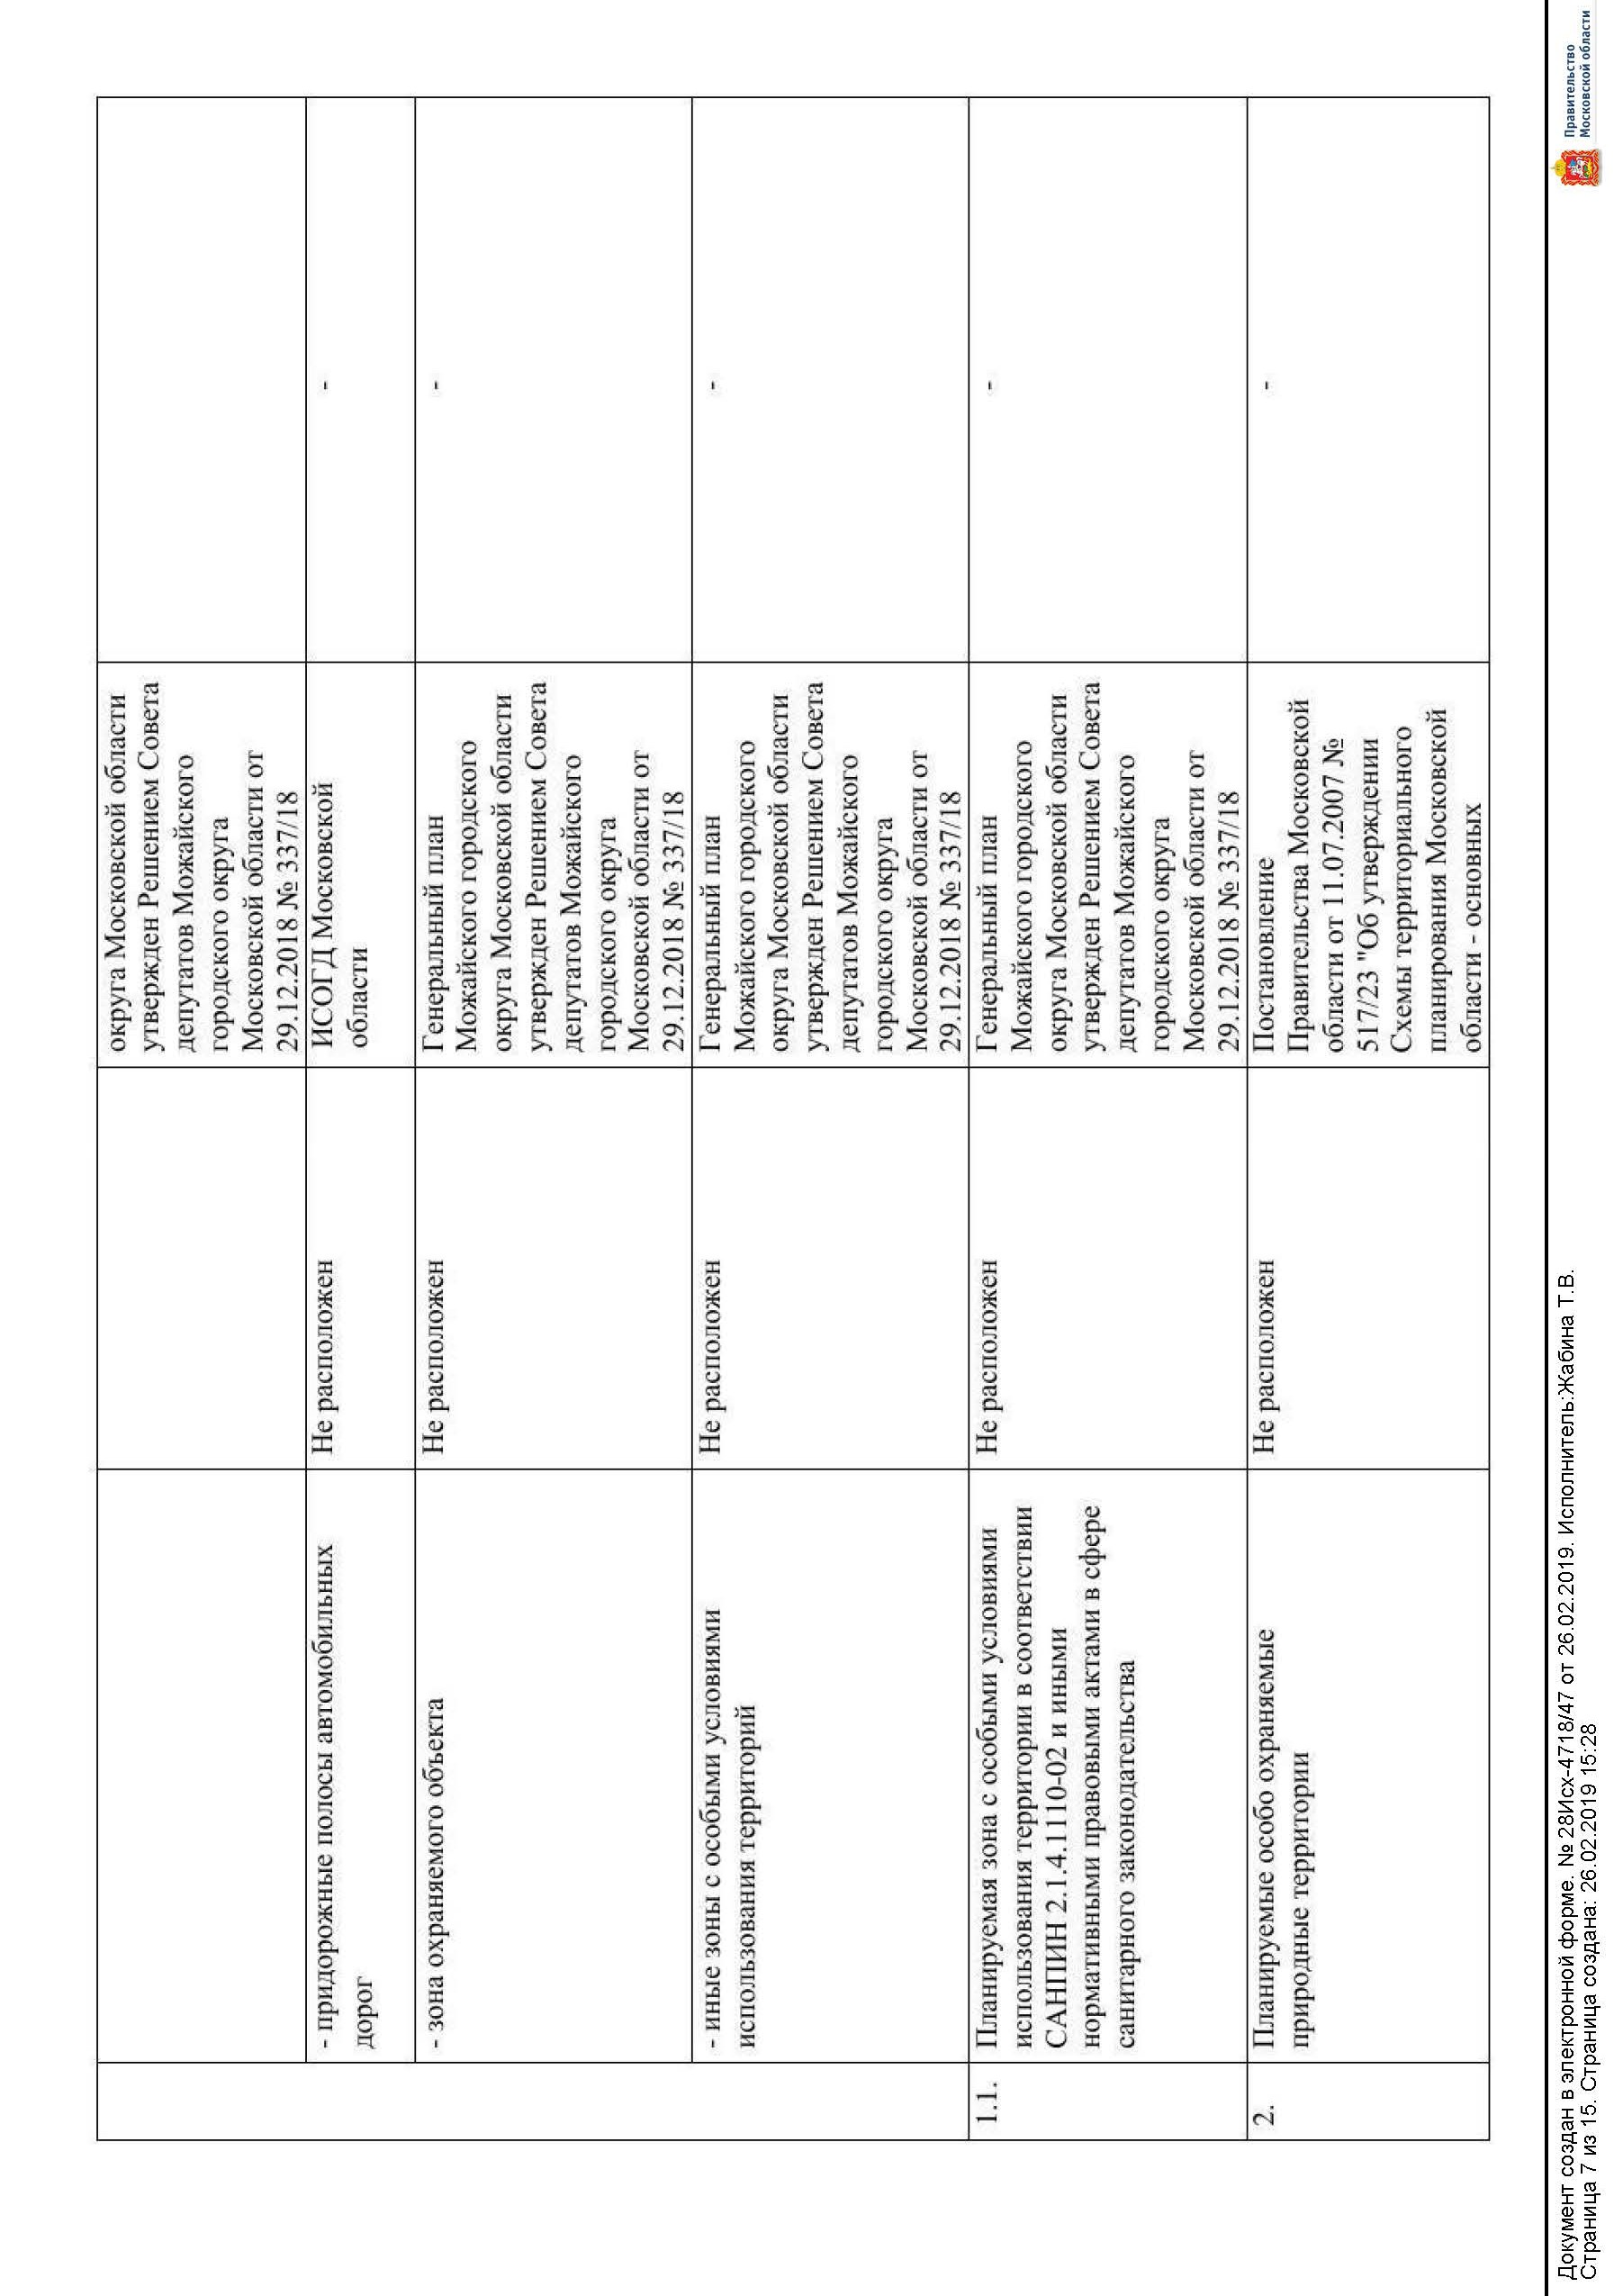 округа Московской области
утвержден Решением Совета
депутатов Можайского
городского округа
Московской области от
29.12.2018 № 337/18
- придорожные полосы автомобильных
дорог
Не расположен
ИСОГД Московской
области
-
- зона охраняемого объекта
Не расположен
Генеральный план
Можайского городского
округа Московской области
утвержден Решением Совета
депутатов Можайского
городского округа
Московской области от
29.12.2018 № 337/18
-
- иные зоны с особыми условиями
использования территорий
Не расположен
Генеральный план
Можайского городского
округа Московской области
утвержден Решением Совета
депутатов Можайского
городского округа
Московской области от
29.12.2018 № 337/18
-
1.1.
Планируемая зона с особыми условиями
использования территории в соответствии
САНПИН 2.1.4.1110-02 и иными
нормативными правовыми актами в сфере
санитарного законодательства
Не расположен
Генеральный план
Можайского городского
округа Московской области
утвержден Решением Совета
депутатов Можайского
городского округа
Московской области от
29.12.2018 № 337/18
-
2.
Планируемые особо охраняемые
природные территории
Не расположен
Постановление
Правительства Московской
области от 11.07.2007 №
517/23 "Об утверждении
Схемы территориального
планирования Московской
области - основных
-
Документ создан в электронной форме. № 28Исх-4718/47 от 26.02.2019. Исполнитель:Жабина Т.В.
Страница 7 из 15. Страница создана: 26.02.2019 15:28
Правительство
Московской области